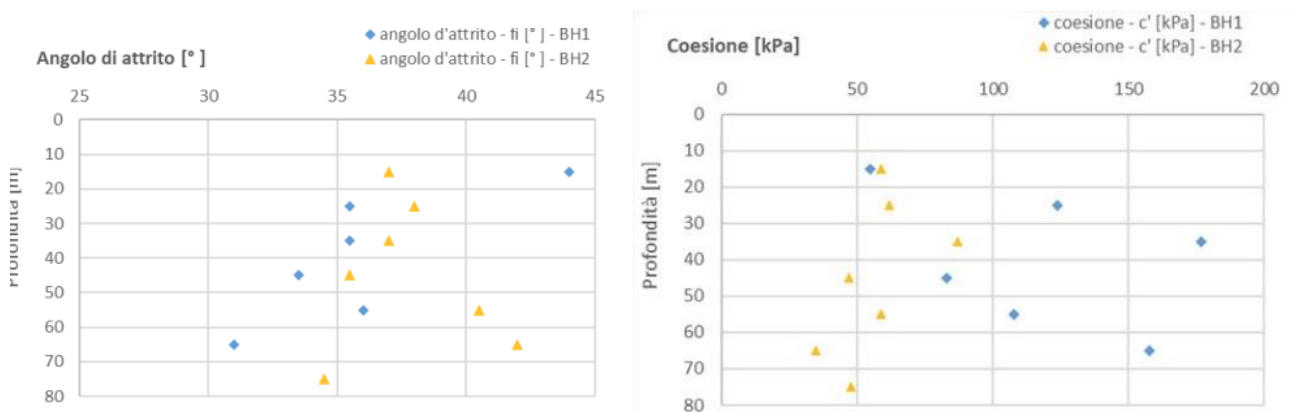 angolo d'attrito - fi [° ] - BH1
angolo d'attrito - fi [° ] - BH2
Angolo di attrito [° ]
25 30 35 40 45
0
10
20
30
40
50
60
70
80
Profondità [m]
coesione - c' [kPa] - BH1
coesione - c' [kPa] - BH2
Coesione [kPa]
0 50 100 150 200
0
10
20
30
40
50
60
70
80
Profondità [m]